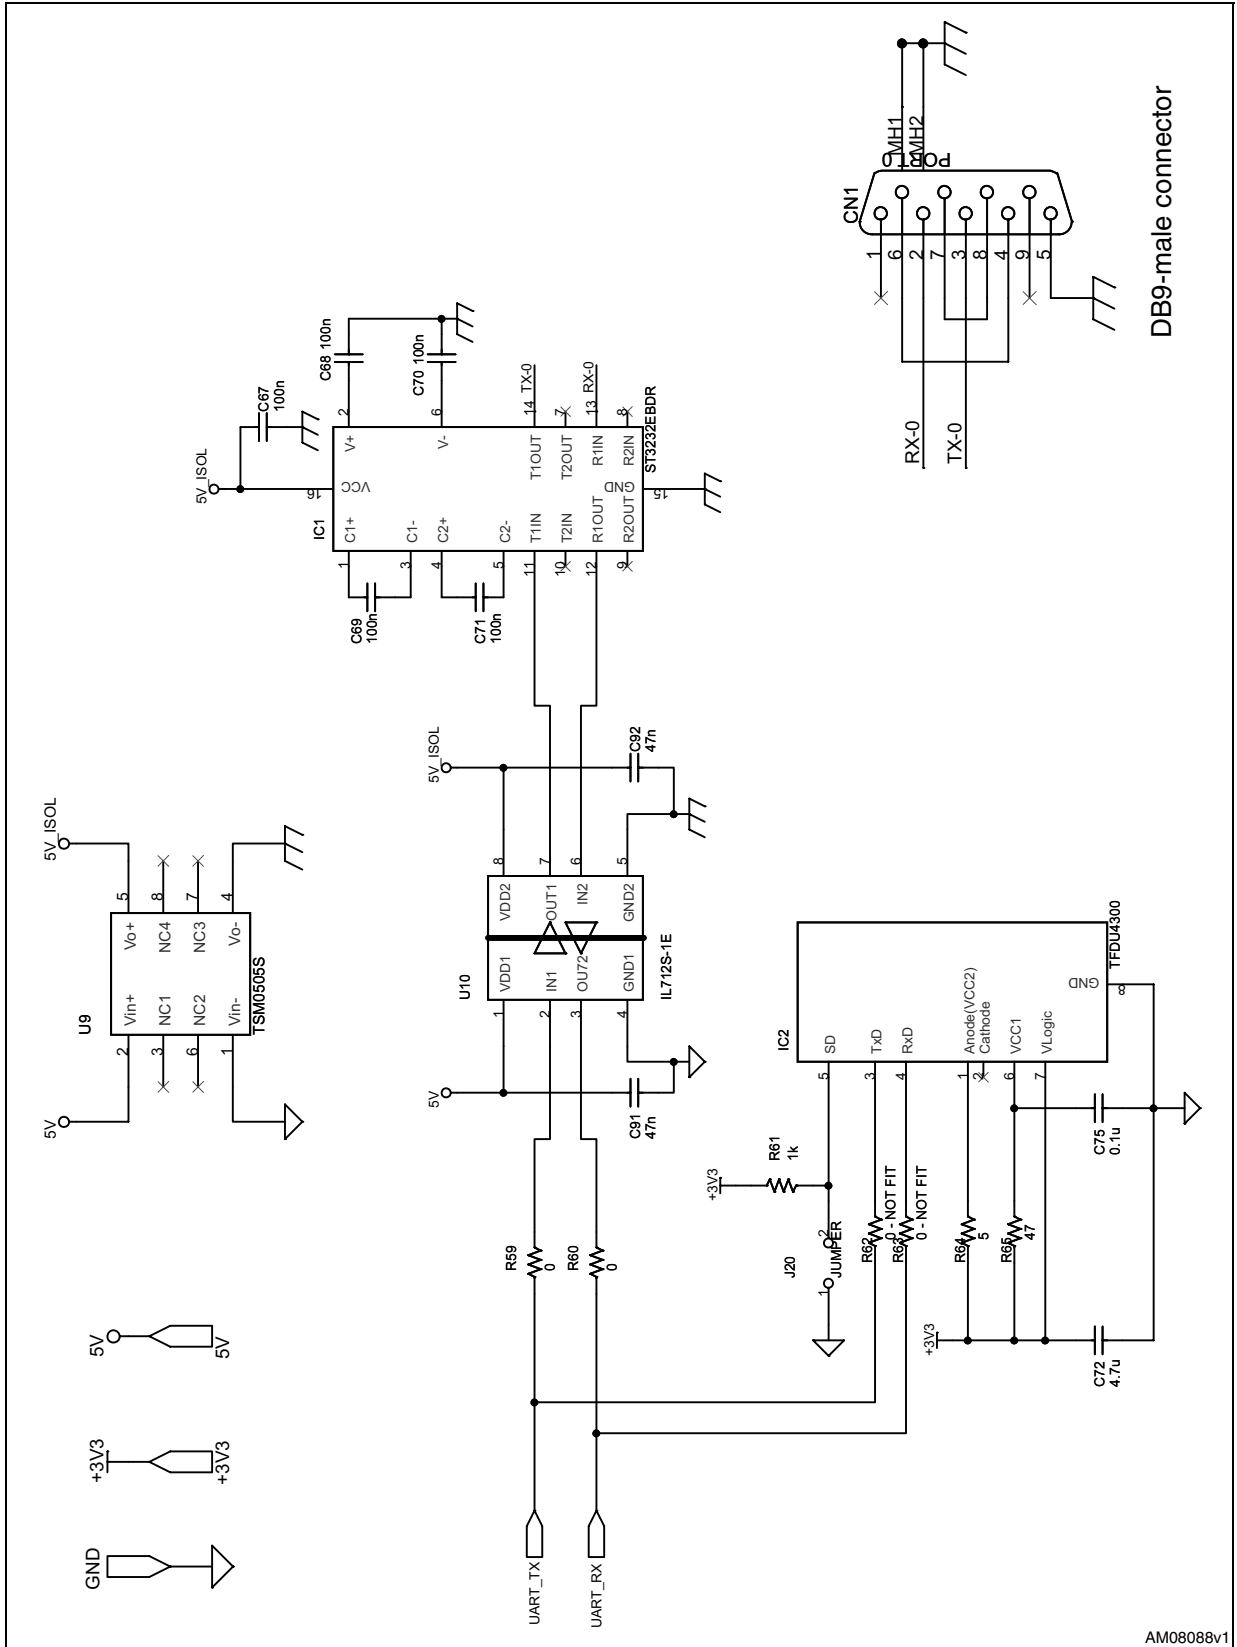 GND
+3V3
+3V3
5V
5V
5V
5V_ISOL
U9
TSM0505S
2
3
6
1
Vin+
NC1
NC2
Vin-
Vo+
NC4
NC3
Vo-
5
8
7
4
UART_TX
UART_RX
R59
0
R60
0
5V
C91
47n
U10
IL712S-1E
1
2
3
4
VDD1
IN1
OU72
GND1
VDD2
OUT1
IN2
GND2
8
7
6
5
5V_ISOL
C92
47n
C69
100n
C71
100n
IC1
ST3232EBDR
1
3
4
5
11
10
12
9
C1+
C1-
C2+
C2-
T1IN
T2IN
R1OUT
R2OUT
VCC
16
GND
15
V+
V-
T1OUT
T2OUT
R1IN
R2IN
2
6
14
7
13
8
TX-0
RX-0
5V_ISOL
C67
100n
C68 100n
C70 100n
+3V3
R61
1k
J20
JUMPER
1
2
R62
0 - NOT FIT
R63
0 - NOT FIT
R64
5
R65
47
+3V3
C72
4.7u
C75
0.1u
IC2
TFDU4300
5
3
4
1
2
6
7
SD
TxD
RxD
Anode(VCC2)
Cathode
VCC1
VLogic
GND
8
RX-0
TX-0
CN1
PORT0
MH1
MH2
1
6
2
7
3
8
4
9
5
DB9-male connector
AM08088v1